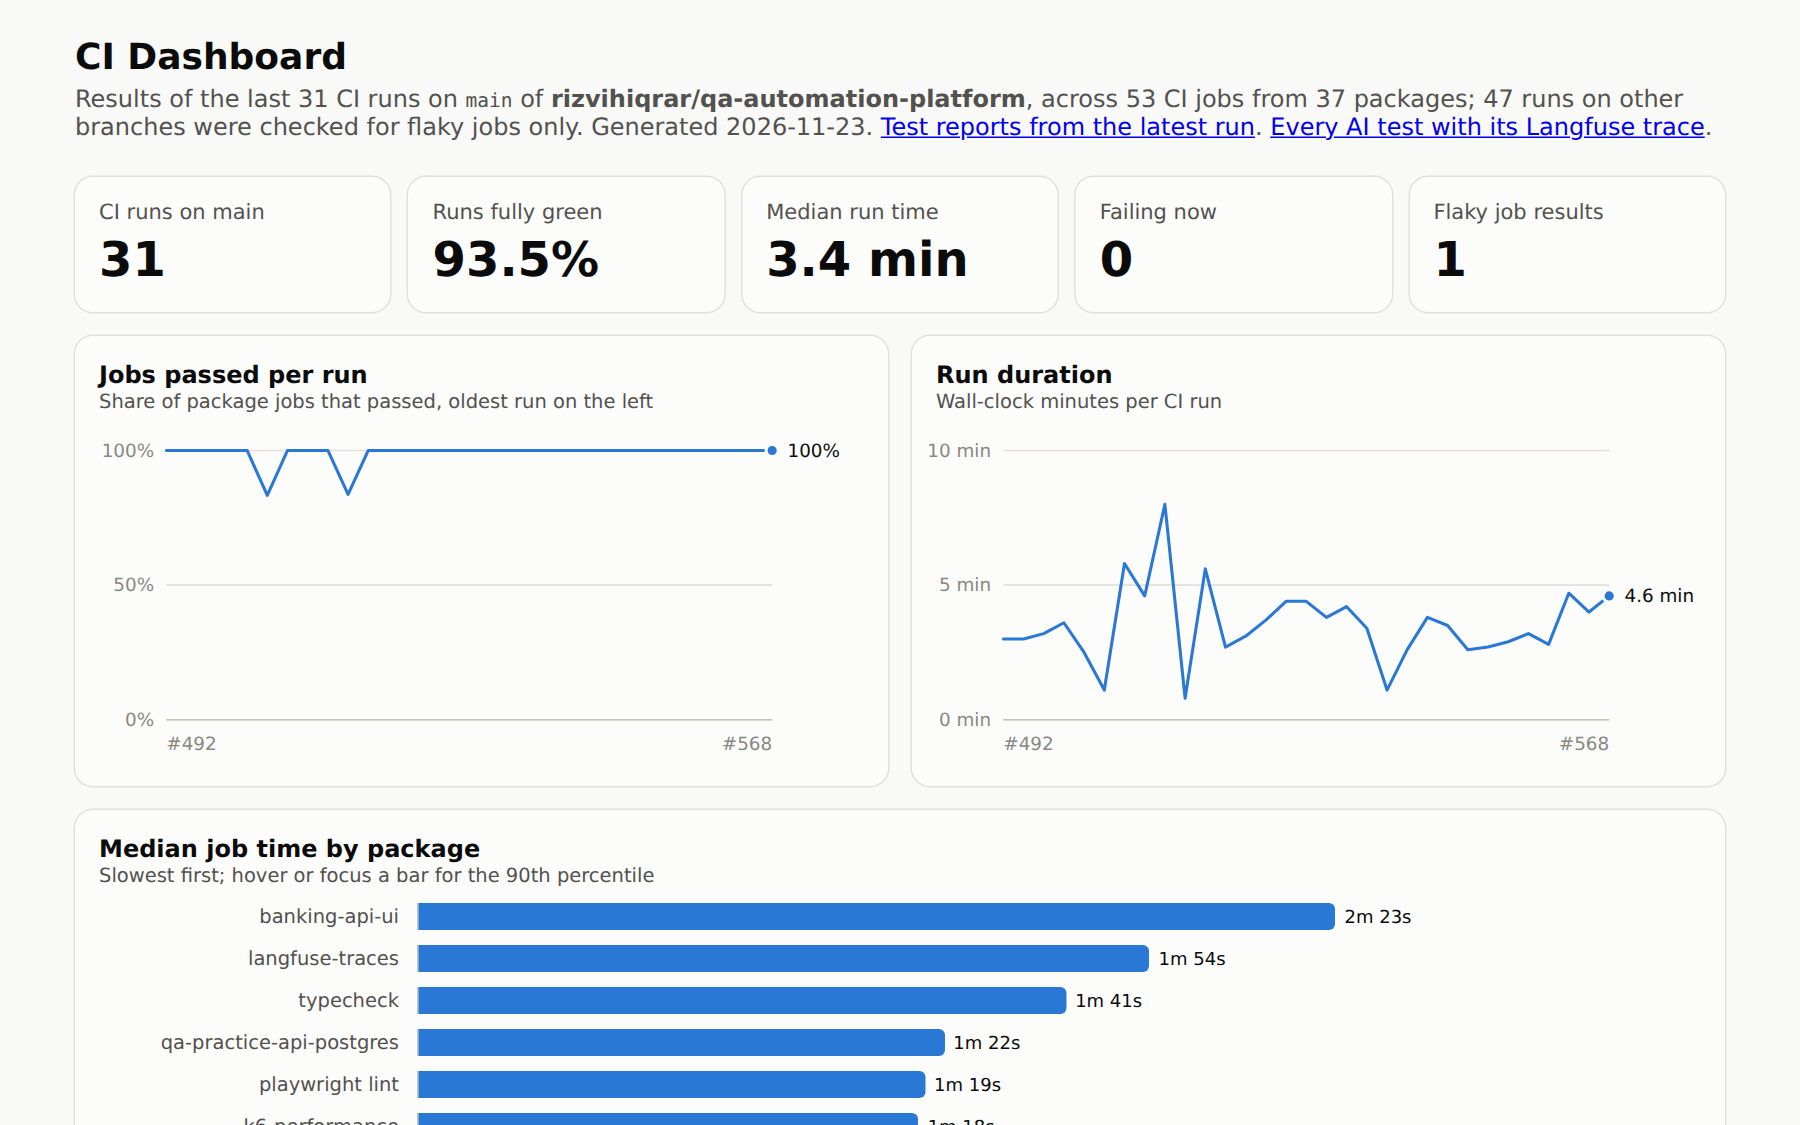 CI Dashboard
Results of the last 31 CI runs on main of rizvihiqrar/qa-automation-platform, across 53 CI jobs from 37 packages; 47 runs on other
branches were checked for flaky jobs only. Generated 2026-11-23. Test reports from the latest run. Every AI test with its Langfuse trace.
CI runs on main
31
Runs fully green
93.5%
Median run time
3.4 min
Failing now
0
Flaky job results
1
Jobs passed per run
Share of package jobs that passed, oldest run on the left
100%
100%
50%
0%
#492
#568
Run duration
Wall-clock minutes per CI run
10 min
5 min
4.6 min
0 min
#492
#568
Median job time by package
Slowest first; hover or focus a bar for the 90th percentile
banking-api-ui
2m 23s
langfuse-traces
1m 54s
typecheck
1m 41s
qa-practice-api-postgres
1m 22s
playwright lint
1m 19s
k6-performance
1m 18s